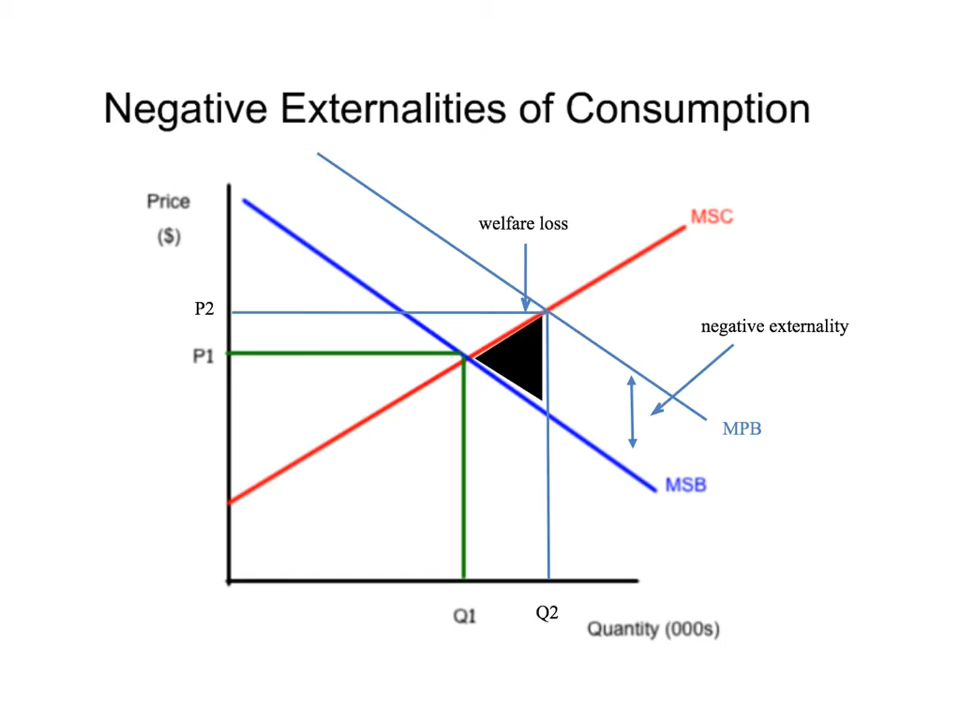 Negative Externalities of Consumption
Price
($)
welfare loss
MSC
P2
negative externality
P1
MPB
MSB
Q1
Q2
Quantity (000s)